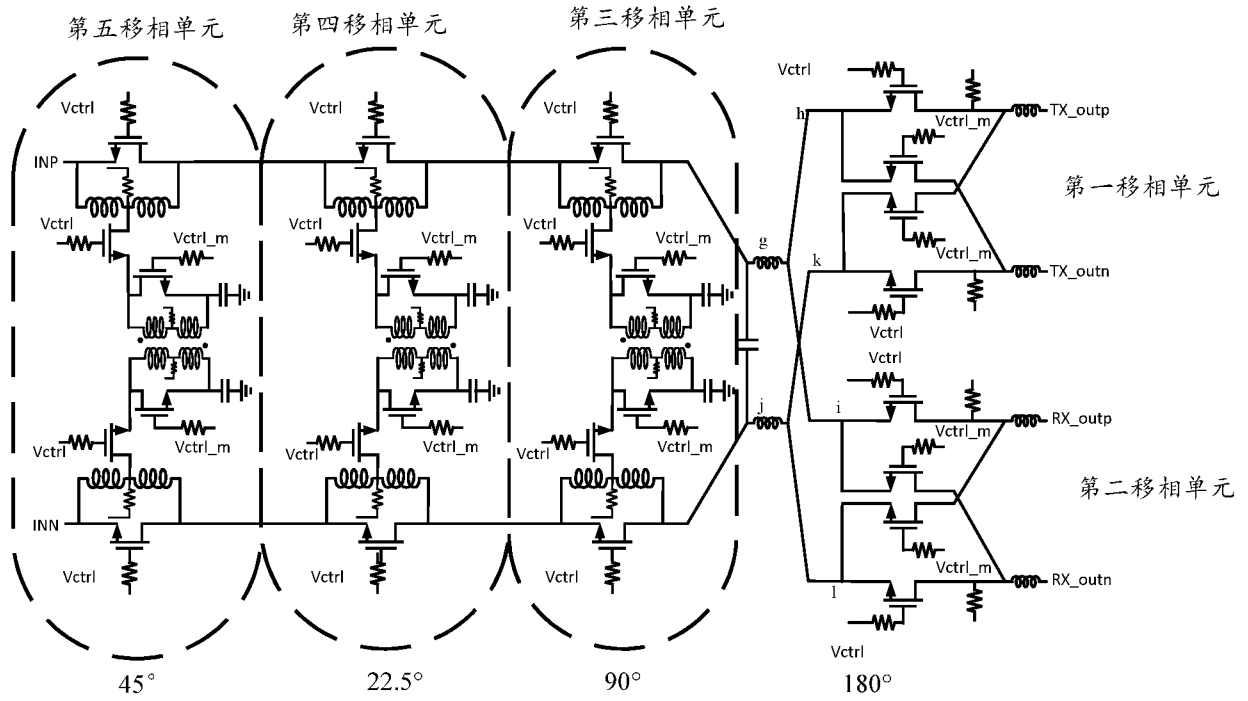 第五移相单元
第四移相单元
第三移相单元
Vctrl
Vctrl
Vctrl
Vctrl
INP
h
Vctrl_m
TX_outp
第一移相单元
Vctrl
Vctrl_m
Vctrl
Vctrl_m
Vctrl
Vctrl_m
g
k
Vctrl_m
TX_outn
Vctrl
Vctrl
j
i
Vctrl_m
RX_outp
Vctrl
Vctrl_m
Vctrl
Vctrl_m
Vctrl
Vctrl_m
第二移相单元
INN
Vctrl
Vctrl
Vctrl
l
Vctrl_m
RX_outn
Vctrl
45°
22.5°
90°
180°